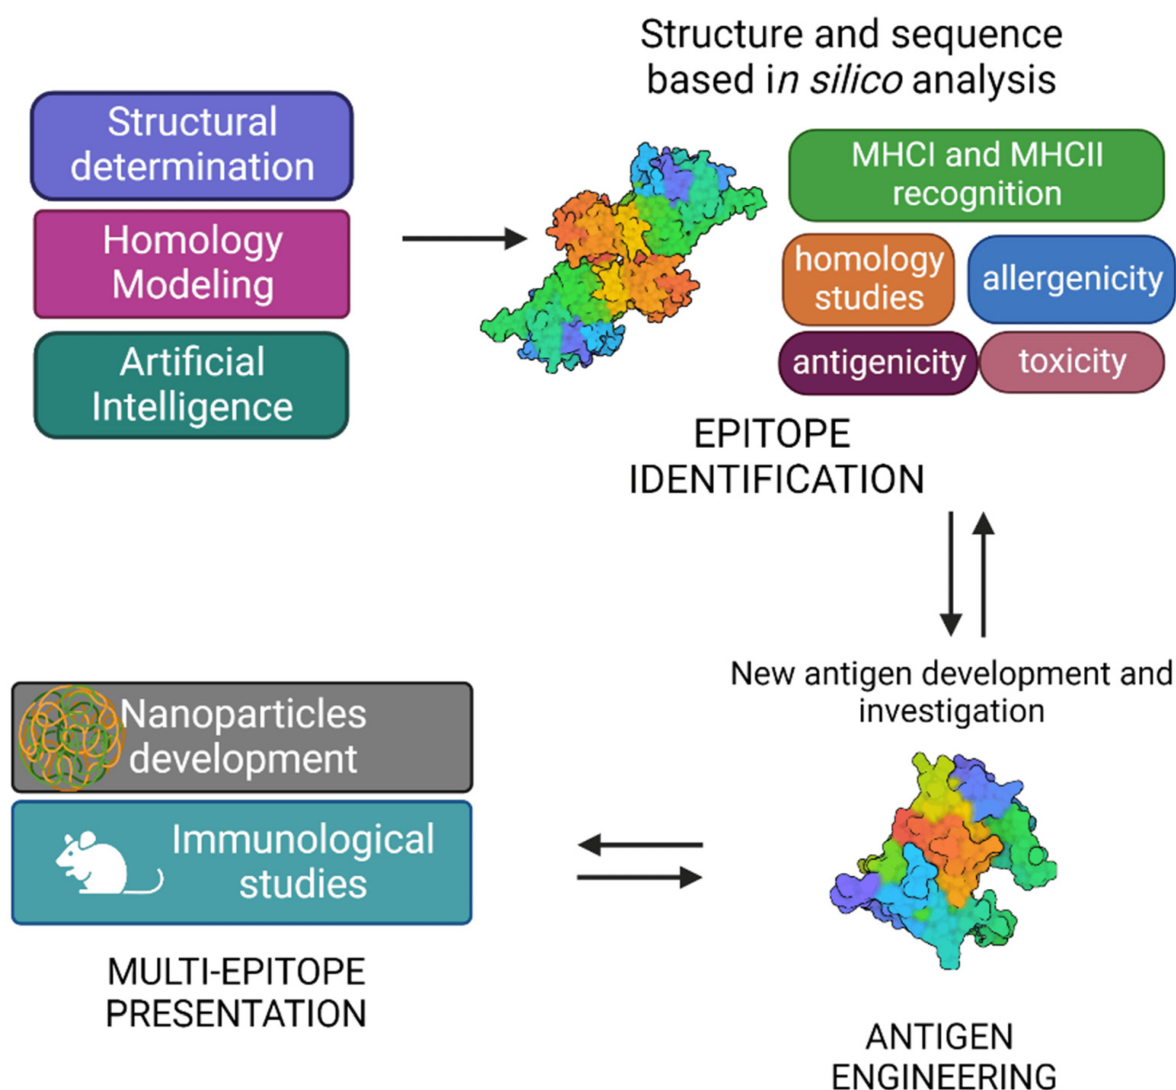 Structure and sequence
based in silico analysis
Structural
determination
Homology
Modeling
Artificial
Intelligence
MHCI and MHCII
recognition
homology
studies
allergenicity
antigenicity
toxicity
EPITOPE
IDENTIFICATION
New antigen development and
investigation
Nanoparticles
development
Immunological
studies
MULTI-EPITOPE
PRESENTATION
ANTIGEN
ENGINEERING